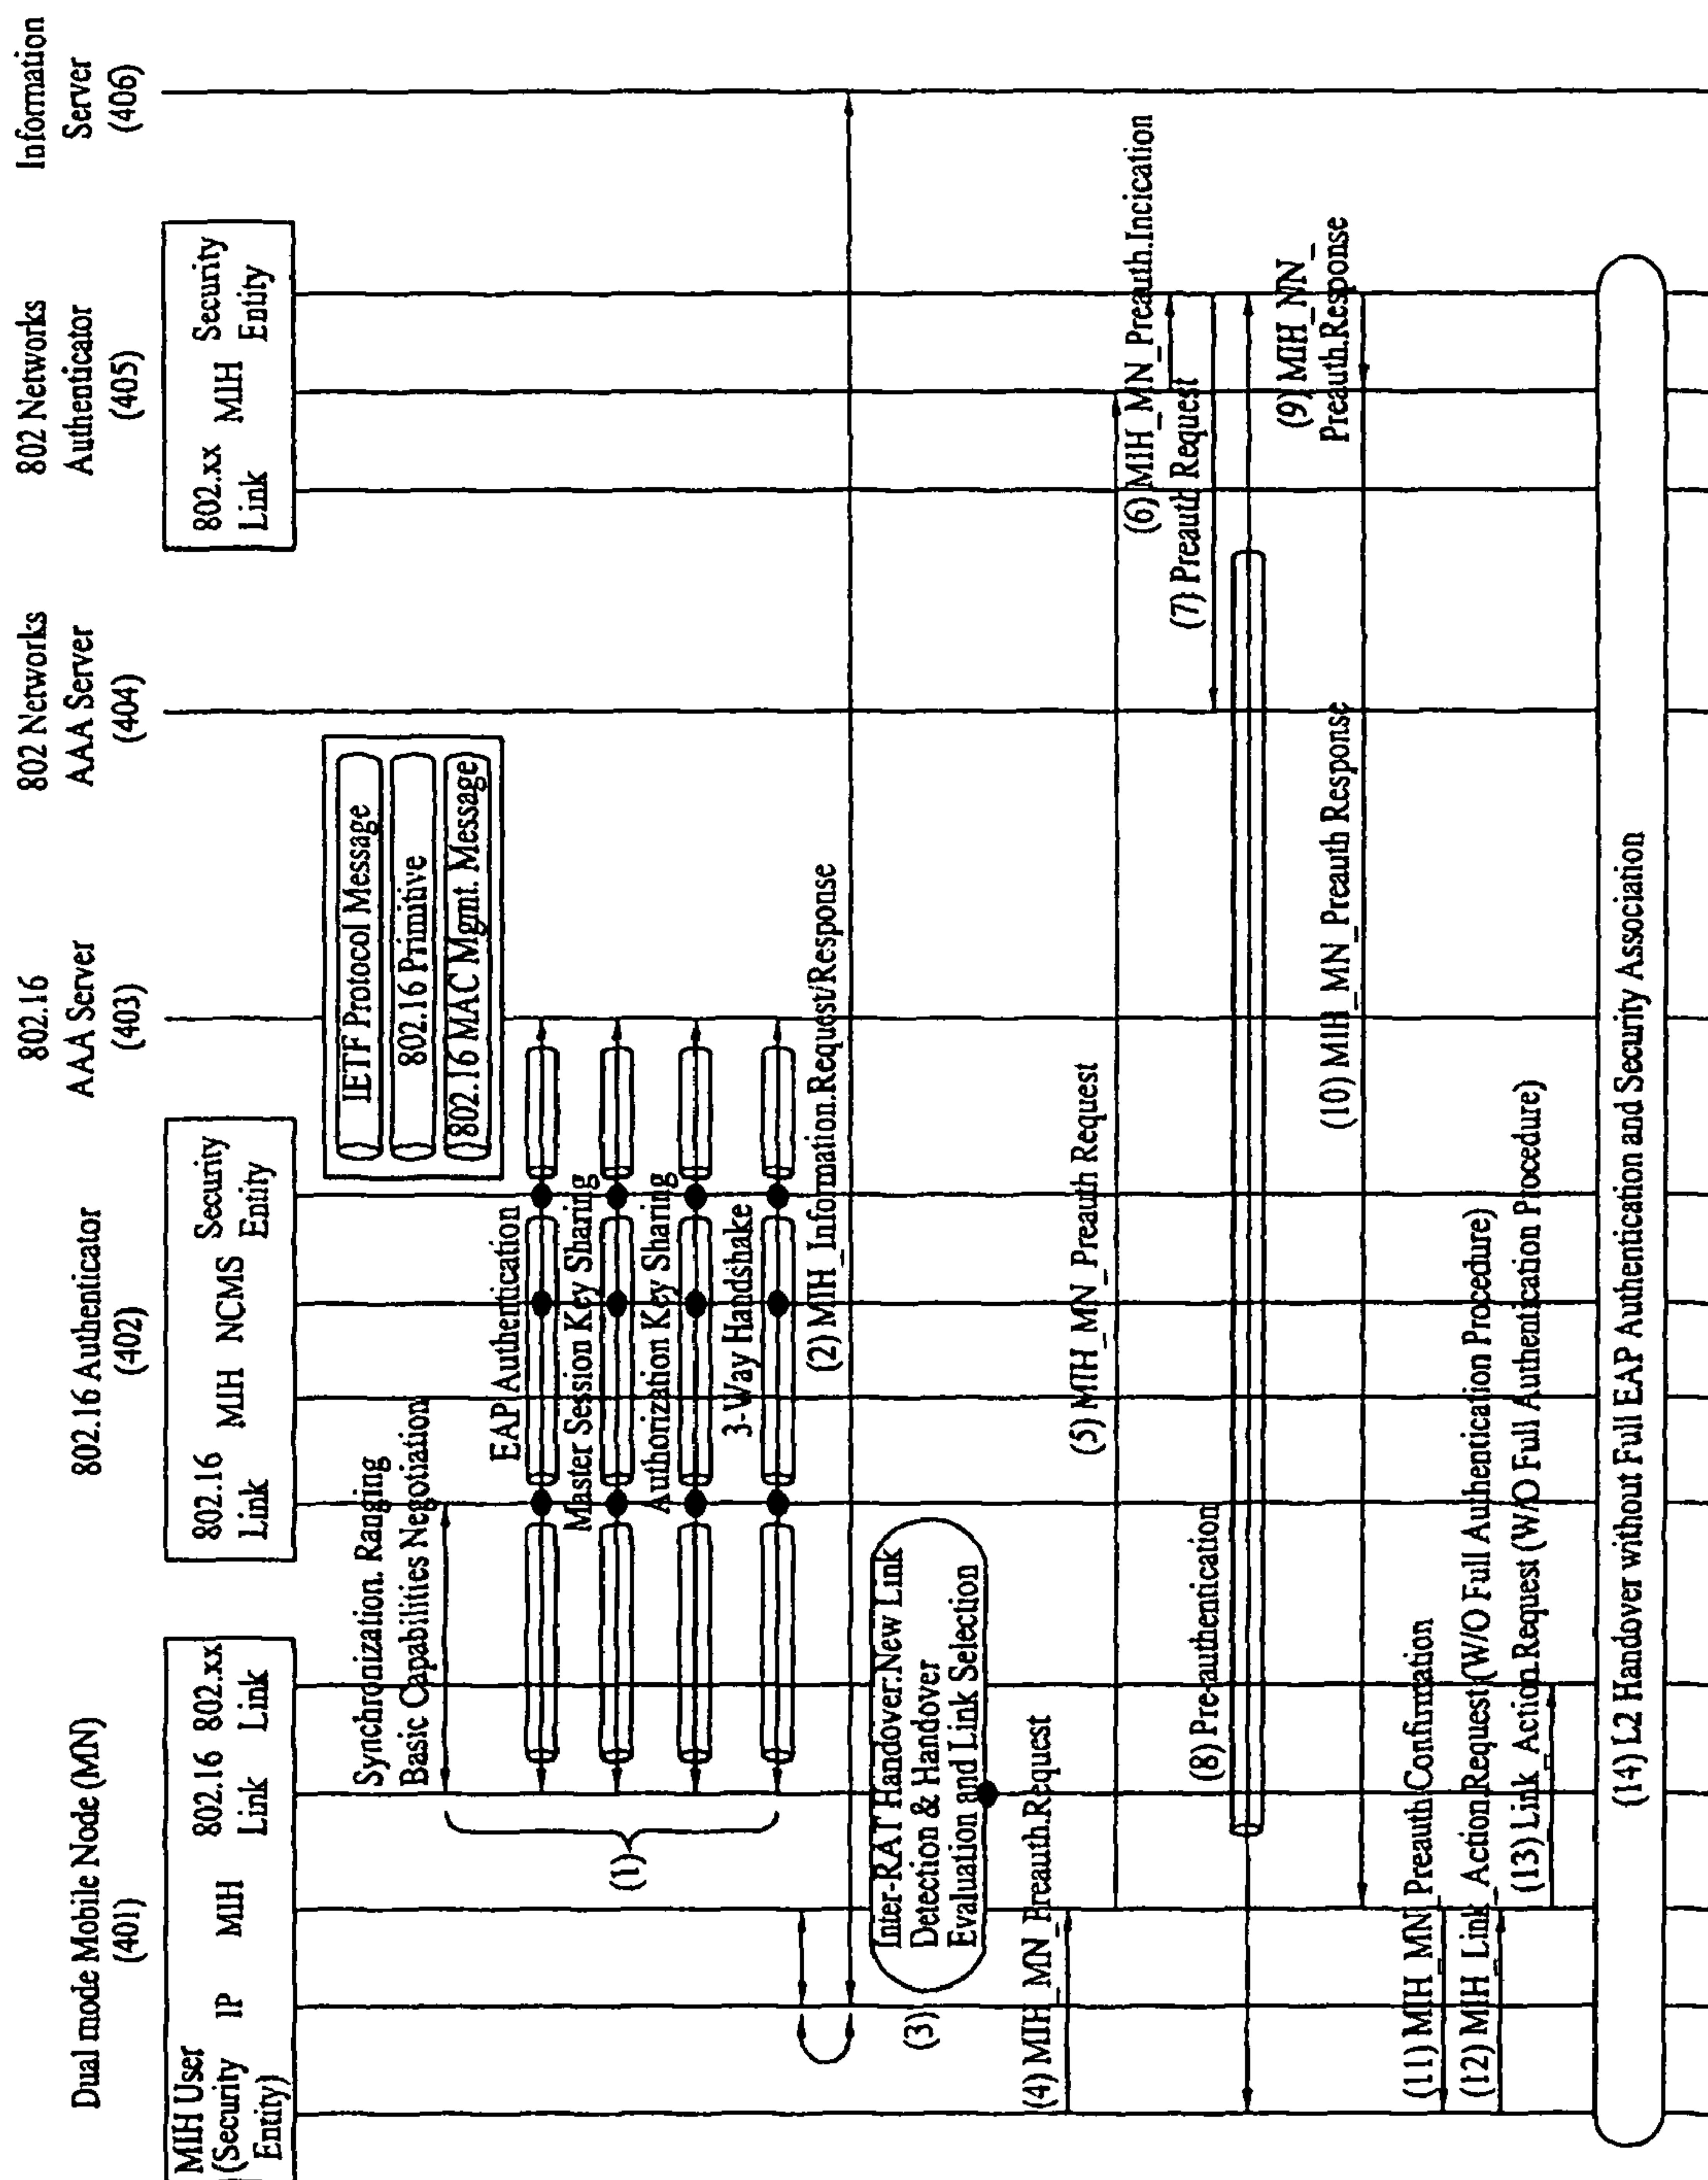 Dual mode Mobile Node (MN)
(401)
802.16 Authenticator
(402)
802.16
AAA Server
(403)
802 Networks
AAA Server
(404)
802 Networks
Authenticator
(405)
Information
Server
(406)
MIH User
(Security
Entity)
IP
MIH
802.16
Link
802.xx
Link
802.16
Link
MIH
NCMS
Security
Entity
802.xx
Link
MIH
Security
Entity
IETF Protocol Message
802.16 Primitive
802.16 MAC Mgmt. Message
Synchronization. Ranging
Basic Capabilities Negotiation
EAP Authentication
Master Session Key Sharing
Authorization Key Sharing
3-Way Handshake
(1)
(2) MIH_Information.Request/Response
(3)
Inter-RAT Handover:New Link
Detection & Handover
Evaluation and Link Selection
(4) MIH_MN_Preauth.Request
(5) MIH_MN_Preauth Request
(6) MIH_MN_Preauth.Incication
(7) Preauth Request
(8) Pre-authentication
(9) MIH_NN_
Preauth.Response
(10) MIH_MN_Preauth Response
(11) MIH_MN_Preauth Confirmation
(12) MIH_Link_Action.Request (W/O Full Authentication Procedure)
(13) Link_Action.Request (W/O Full Authentication Procedure)
(14) L2 Handover without Full EAP Authentication and Security Association